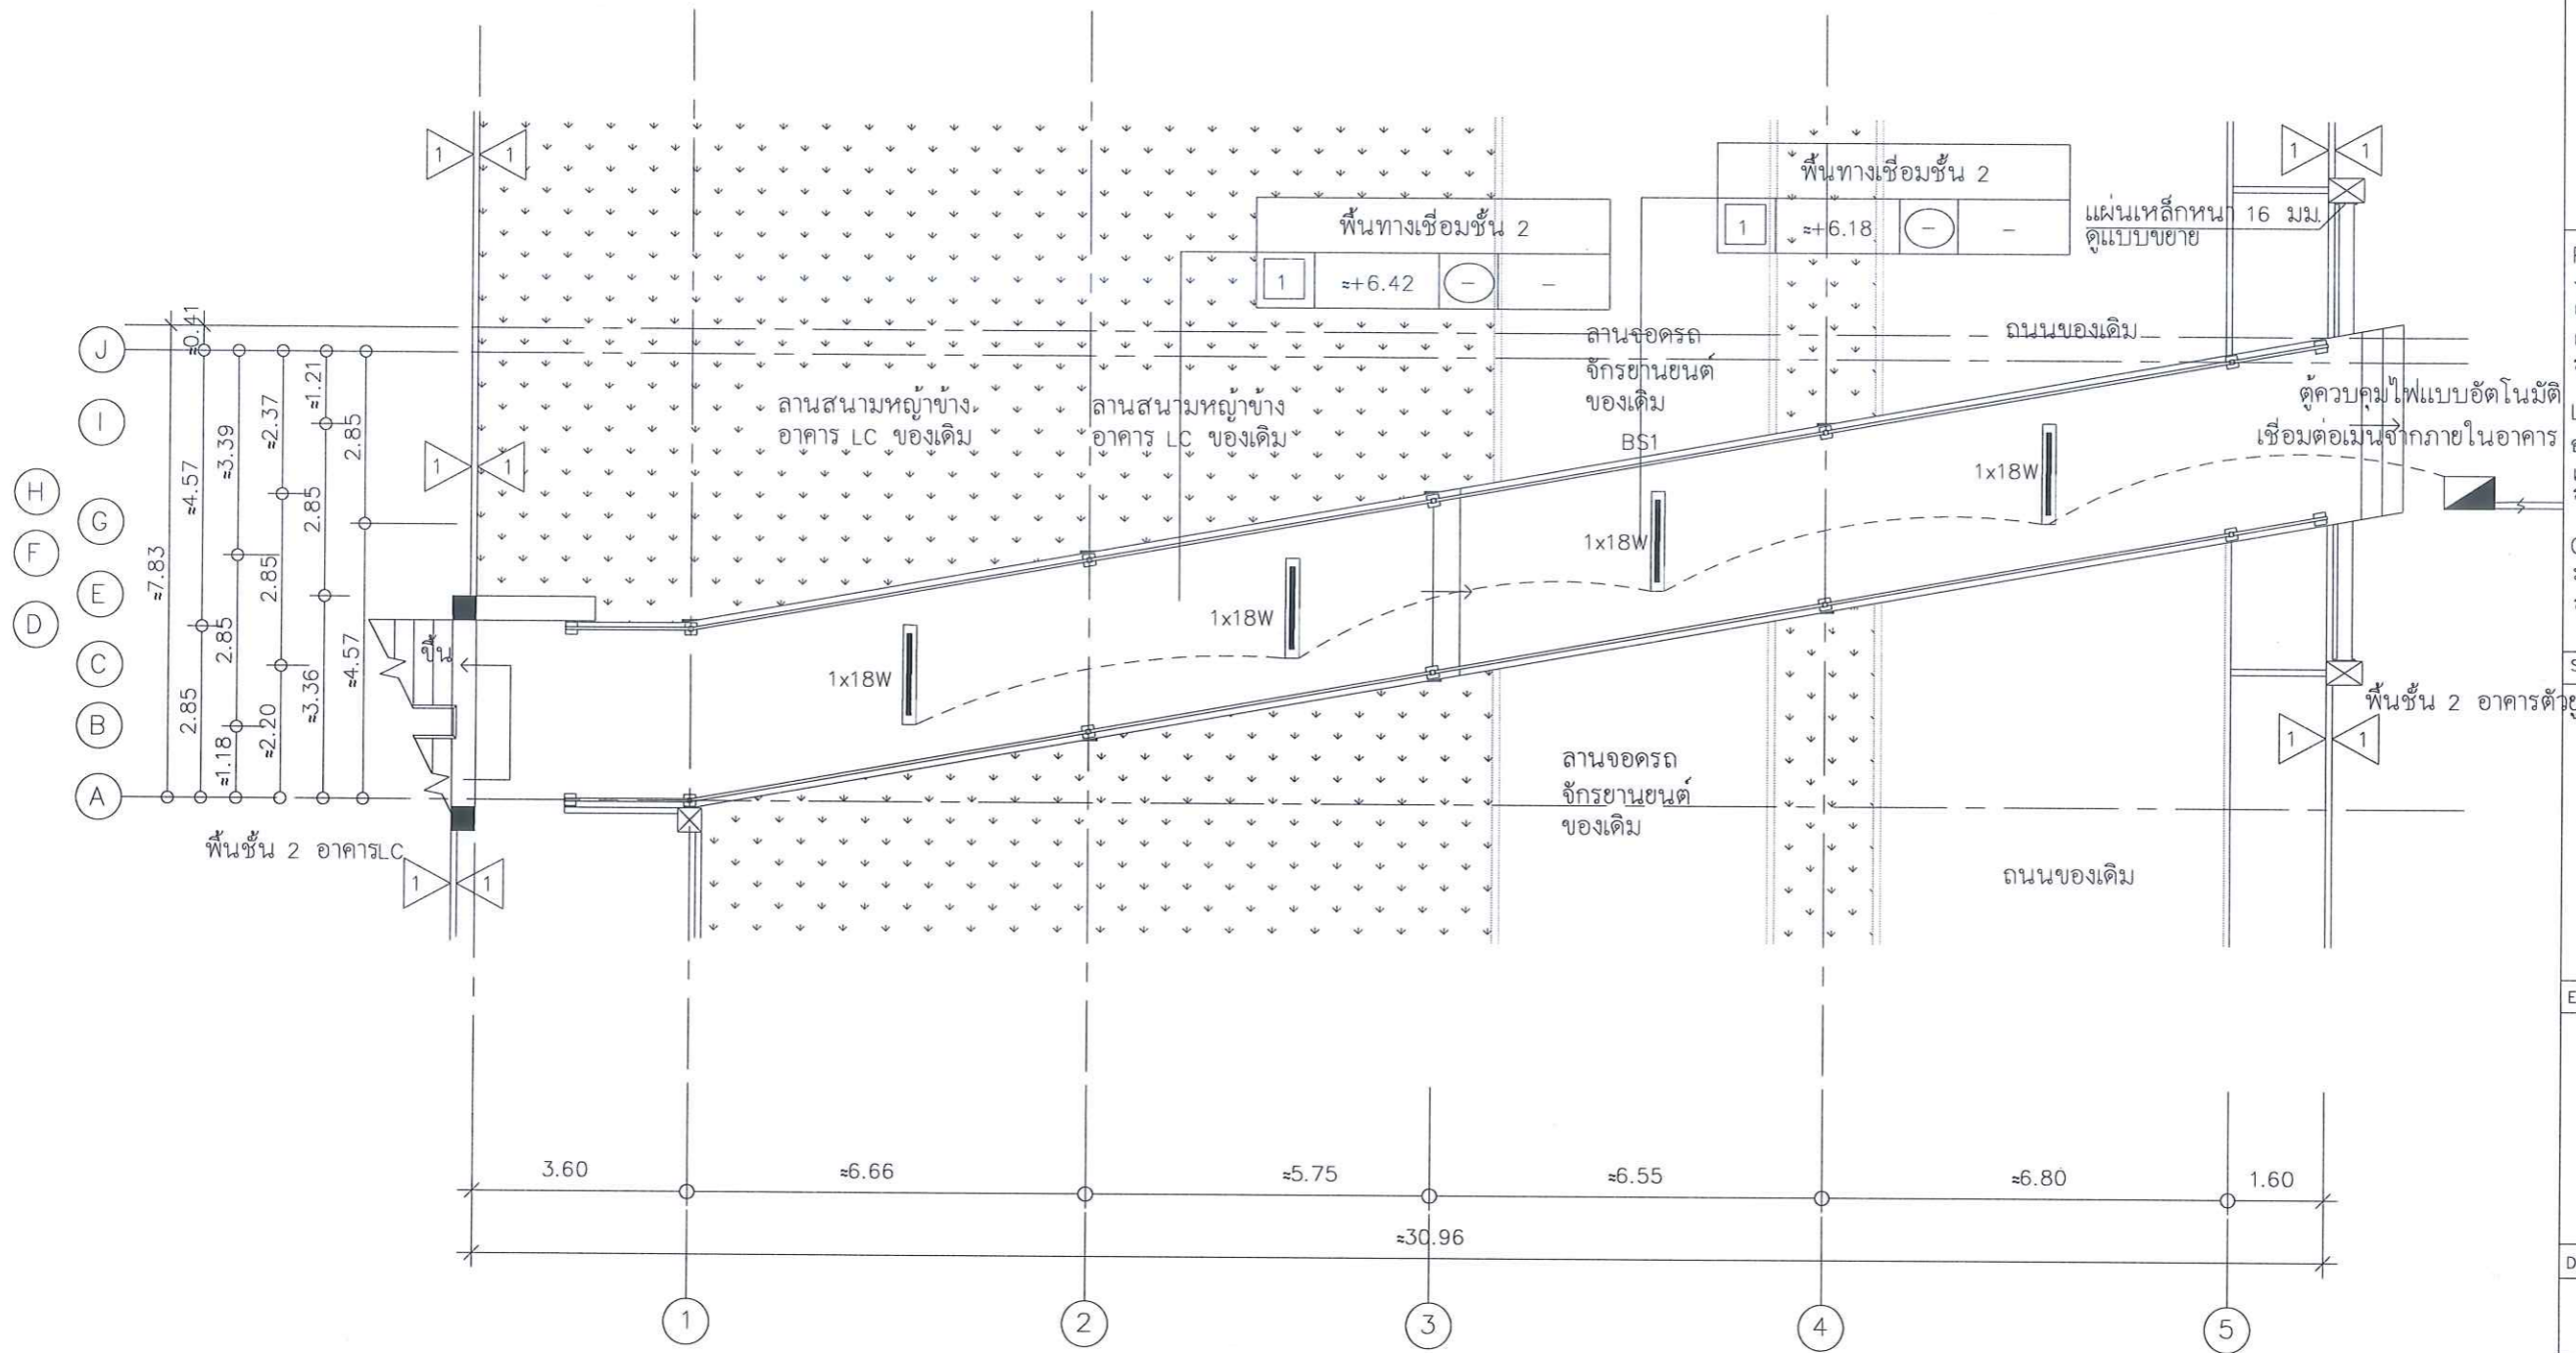 1 1
1 1
พื้นทางเชื่อมชั้น 2
1 ≈+6.18 – –
แผ่นเหล็กหนา 16 มม.
ดูแบบขยาย
พื้นทางเชื่อมชั้น 2
1 ≈+6.42 – –
J
≈0.41
ลานจอดรถ
จักรยานยนต์
ของเดิม
ถนนของเดิม
I
≈4.57
≈3.39
≈2.37
≈1.21
2.85
ลานสนามหญ้าข้าง
อาคาร LC ของเดิม
ลานสนามหญ้าข้าง
อาคาร LC ของเดิม
BS1
ตู้ควบคุมไฟแบบอัตโนมัติ
เชื่อมต่อเมนจากภายในอาคาร
1 1
H
G
F
E
D
C
B
A
≈7.83
2.85
2.85
2.85
2.85
≈1.18
≈2.20
≈3.36
≈4.57
ขึ้น
1x18W
1x18W
1x18W
1x18W
พื้นชั้น 2 อาคารLC
1 1
ลานจอดรถ
จักรยานยนต์
ของเดิม
พื้นชั้น 2 อาคารตัว
1 1
ถนนของเดิม
3.60 ≈6.66 ≈5.75 ≈6.55 ≈6.80 1.60
≈30.96
1 2 3 4 5